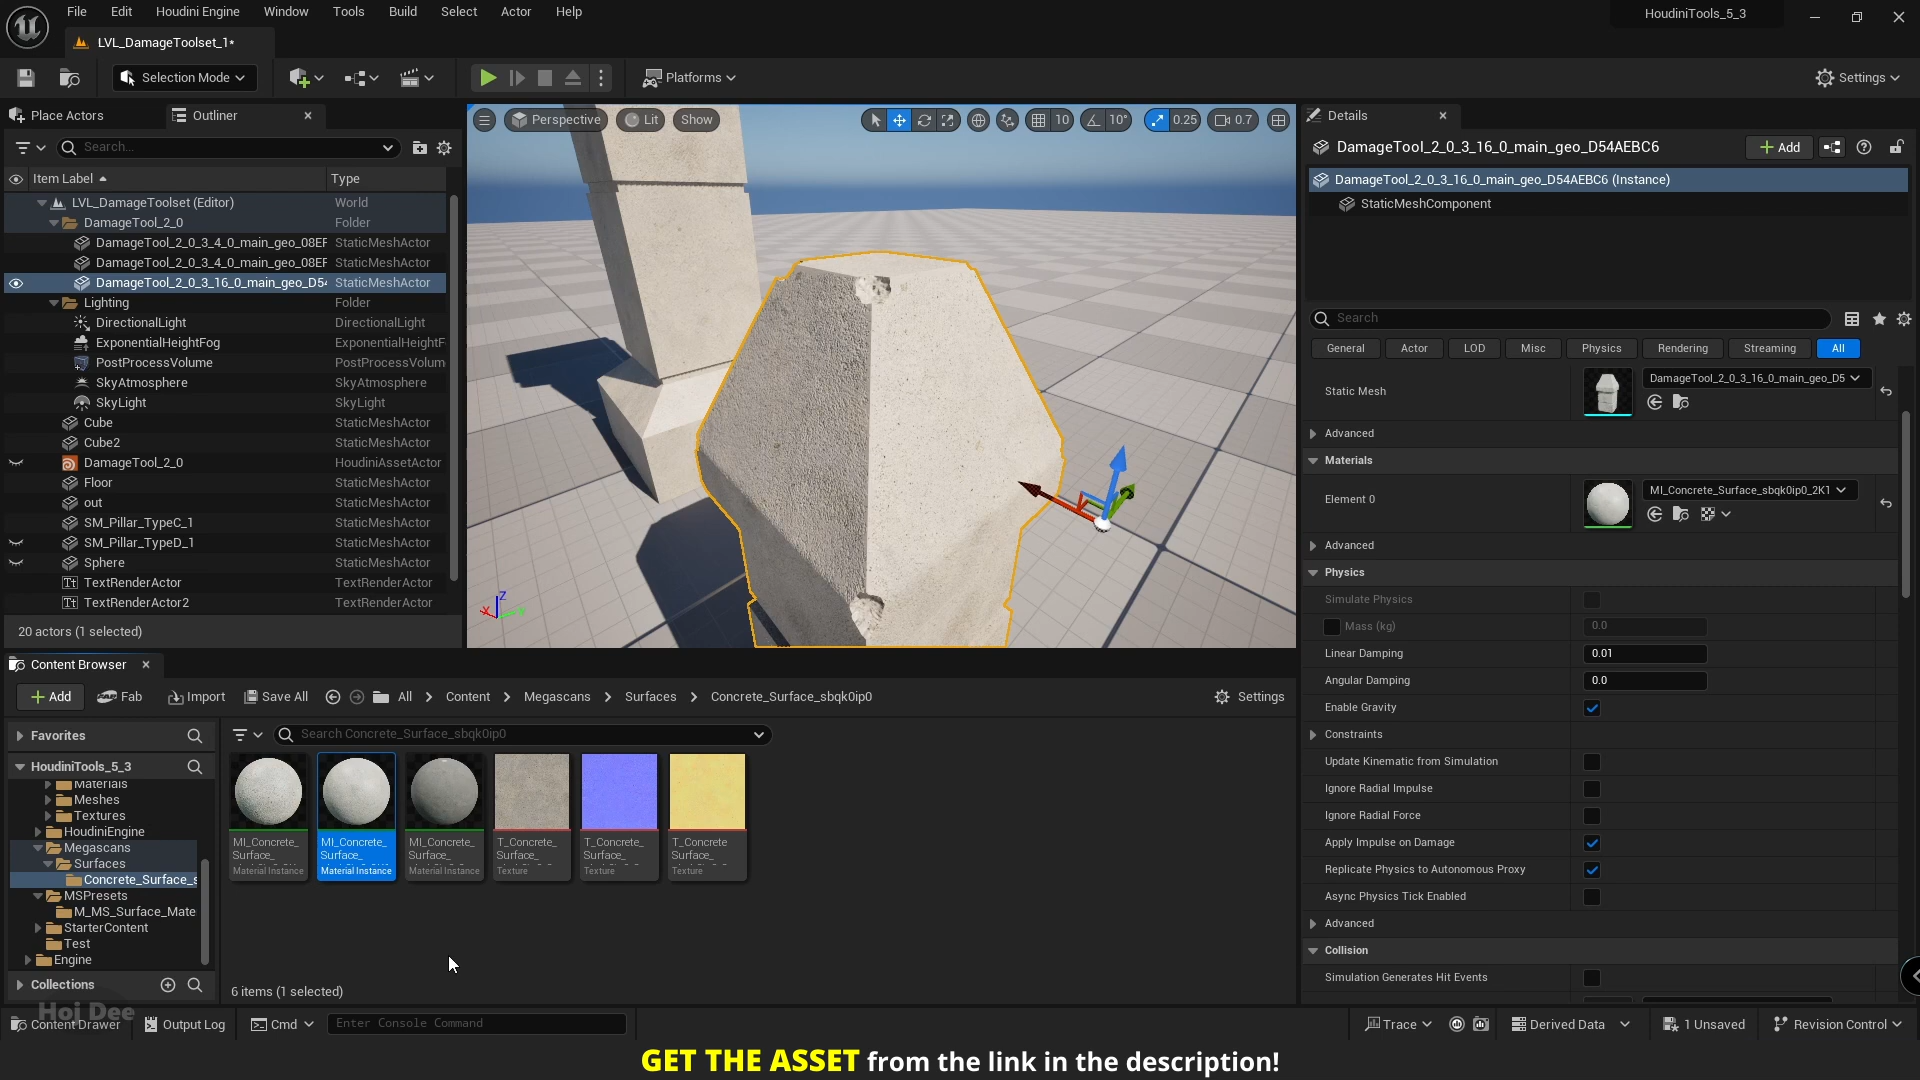 File Edit Houdini Engine Window Tools Build Select Actor Help
HoudiniTools_5_3
LVL_DamageToolset_1*
Selection Mode
Platforms
Settings
Place Actors
Outliner
Search...
Item Label
Type
LVL_DamageToolset (Editor) World
DamageTool_2_0 Folder
DamageTool_2_0_3_4_0_main_geo_08EF StaticMeshActor
DamageTool_2_0_3_4_0_main_geo_08EF StaticMeshActor
DamageTool_2_0_3_16_0_main_geo_D54 StaticMeshActor
Lighting Folder
DirectionalLight DirectionalLight
ExponentialHeightFog ExponentialHeightF
PostProcessVolume PostProcessVolum
SkyAtmosphere SkyAtmosphere
SkyLight SkyLight
Cube StaticMeshActor
Cube2 StaticMeshActor
DamageTool_2_0 HoudiniAssetActor
Floor StaticMeshActor
out StaticMeshActor
SM_Pillar_TypeC_1 StaticMeshActor
SM_Pillar_TypeD_1 StaticMeshActor
Sphere StaticMeshActor
TextRenderActor TextRenderActor
TextRenderActor2 TextRenderActor
20 actors (1 selected)
Perspective Lit Show
10 10° 0.25 0.7
Z
X
Details
DamageTool_2_0_3_16_0_main_geo_D54AEBC6
Add
DamageTool_2_0_3_16_0_main_geo_D54AEBC6 (Instance)
StaticMeshComponent
Search
General Actor LOD Misc Physics Rendering Streaming All
Static Mesh
DamageTool_2_0_3_16_0_main_geo_D5
Advanced
Materials
Element 0
MI_Concrete_Surface_sbqk0ip0_2K1
Advanced
Physics
Simulate Physics
Mass (kg) 0.0
Linear Damping 0.01
Angular Damping 0.0
Enable Gravity
Constraints
Update Kinematic from Simulation
Ignore Radial Impulse
Ignore Radial Force
Apply Impulse on Damage
Replicate Physics to Autonomous Proxy
Async Physics Tick Enabled
Advanced
Collision
Simulation Generates Hit Events
Content Browser
Add Fab Import Save All
All Content Megascans Surfaces Concrete_Surface_sbqk0ip0
Settings
Favorites
HoudiniTools_5_3
Materials
Meshes
Textures
HoudiniEngine
Megascans
Surfaces
Concrete_Surface_s
MSPresets
M_MS_Surface_Mate
StarterContent
Test
Engine
Collections
Search Concrete_Surface_sbqk0ip0
MI_Concrete_ Surface_ Material Instance
MI_Concrete_ Surface_ Material Instance
MI_Concrete_ Surface_ Material Instance
T_Concrete_ Surface_ Texture
T_Concrete_ Surface_ Texture
T_Concrete Surface_ Texture
6 items (1 selected)
Hoj Dee
Content Drawer Output Log Cmd Enter Console Command
Trace Derived Data 1 Unsaved Revision Control
GET THE ASSET from the link in the description!